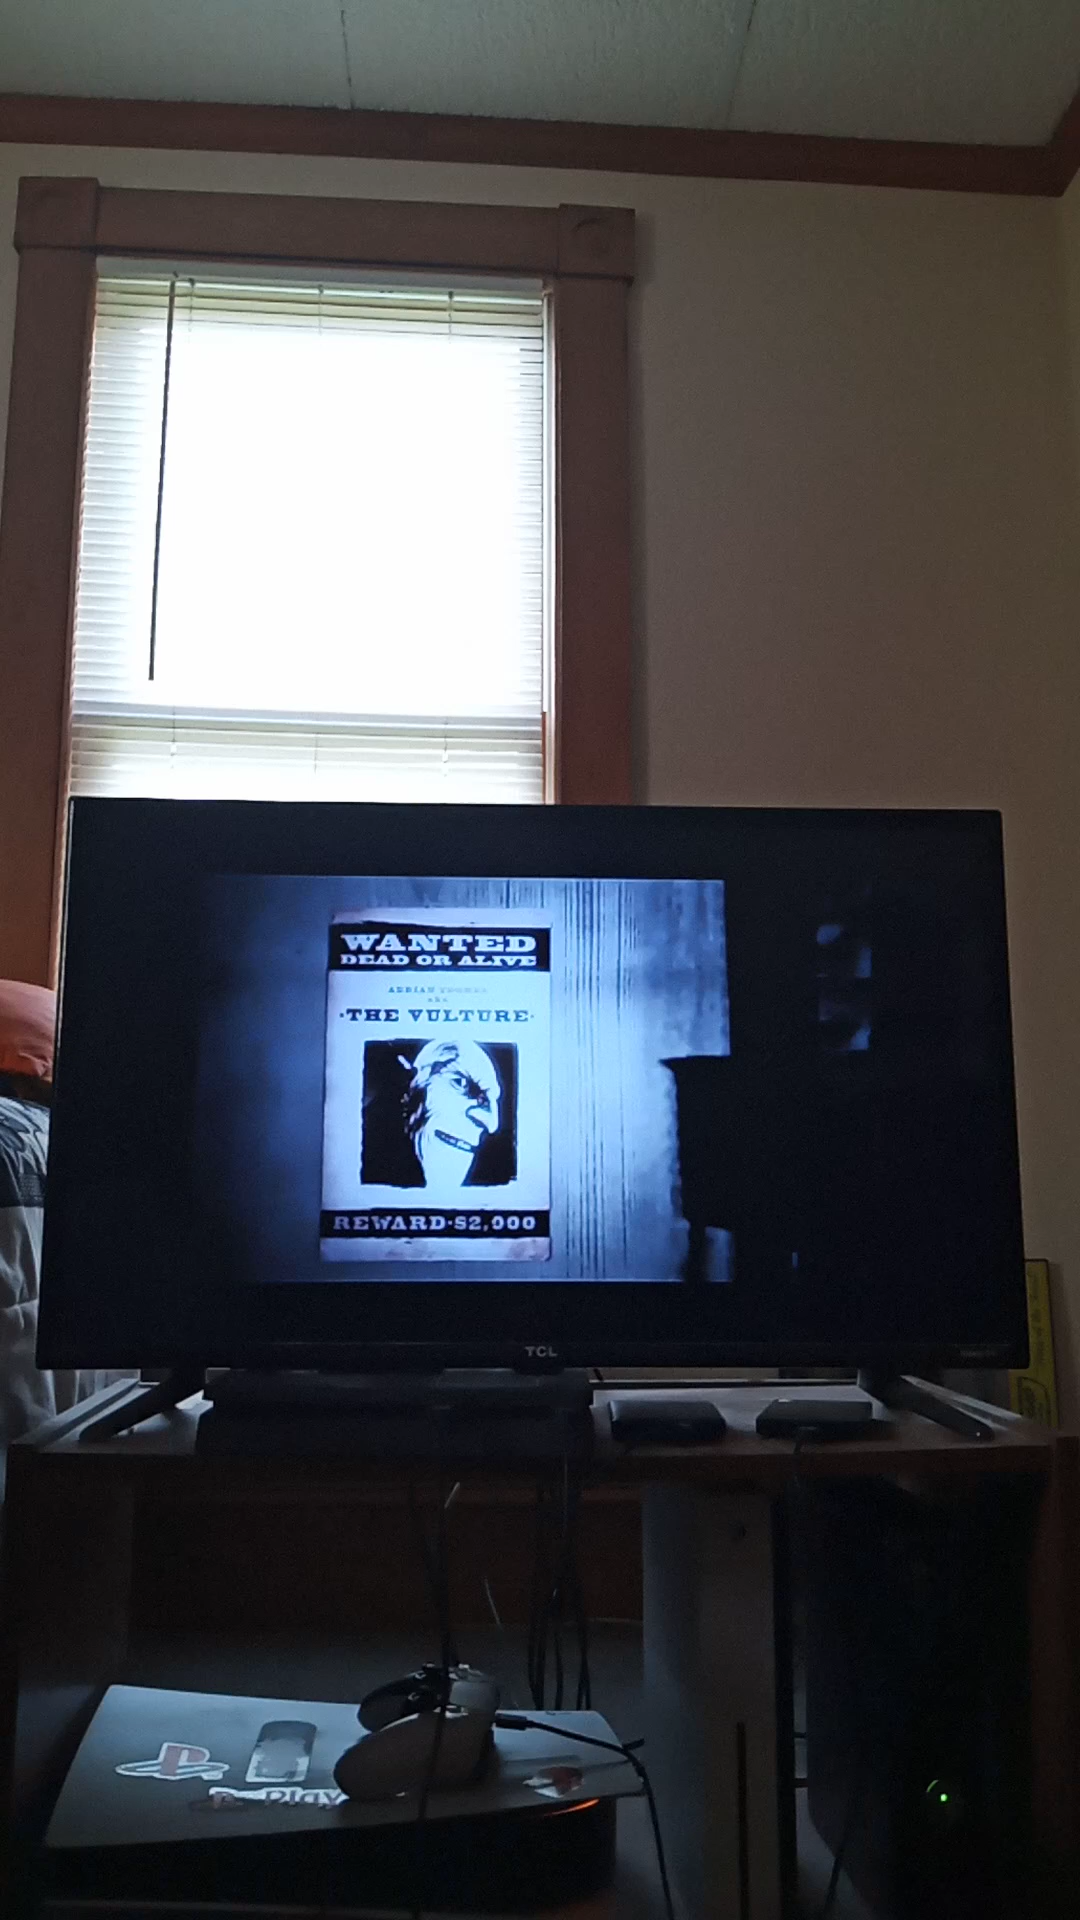 WANTED
DEAD OR ALIVE
ADRIAN TOOMES
aka
·THE VULTURE·
REWARD·$2,000
TCL